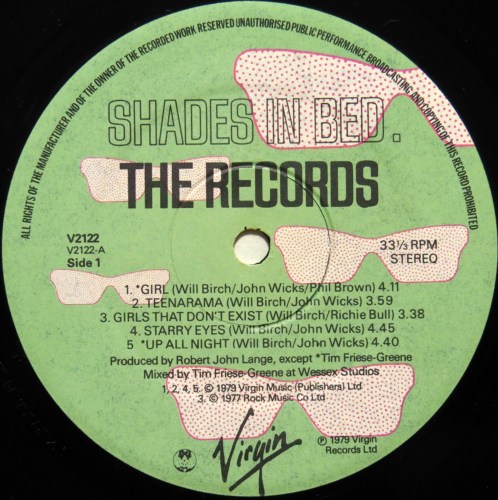 ALL RIGHTS OF THE MANUFACTURER AND OF THE OWNER OF THE RECORDED WORK RESERVED UNAUTHORISED PUBLIC PERFORMANCE BROADCASTING AND COPYING OF THIS RECORD PROHIBITED
SHADES IN BED.
THE RECORDS
V2122
V2122-A
Side 1
33⅓ RPM
STEREO
1. *GIRL (Will Birch/John Wicks/Phil Brown) 4.11
2. TEENARAMA (Will Birch/John Wicks) 3.59
3. GIRLS THAT DON'T EXIST (Will Birch/Richie Bull) 3.38
4. STARRY EYES (Will Birch/John Wicks) 4.45
5 *UP ALL NIGHT (Will Birch/John Wicks) 4.40
Produced by Robert John Lange, except *Tim Friese-Greene
Mixed by Tim Friese-Greene at Wessex Studios
1, 2, 4, 5. © 1979 Virgin Music (Publishers) Ltd
3. © 1977 Rock Music Co Ltd
Virgin
℗ 1979 Virgin
Records Ltd